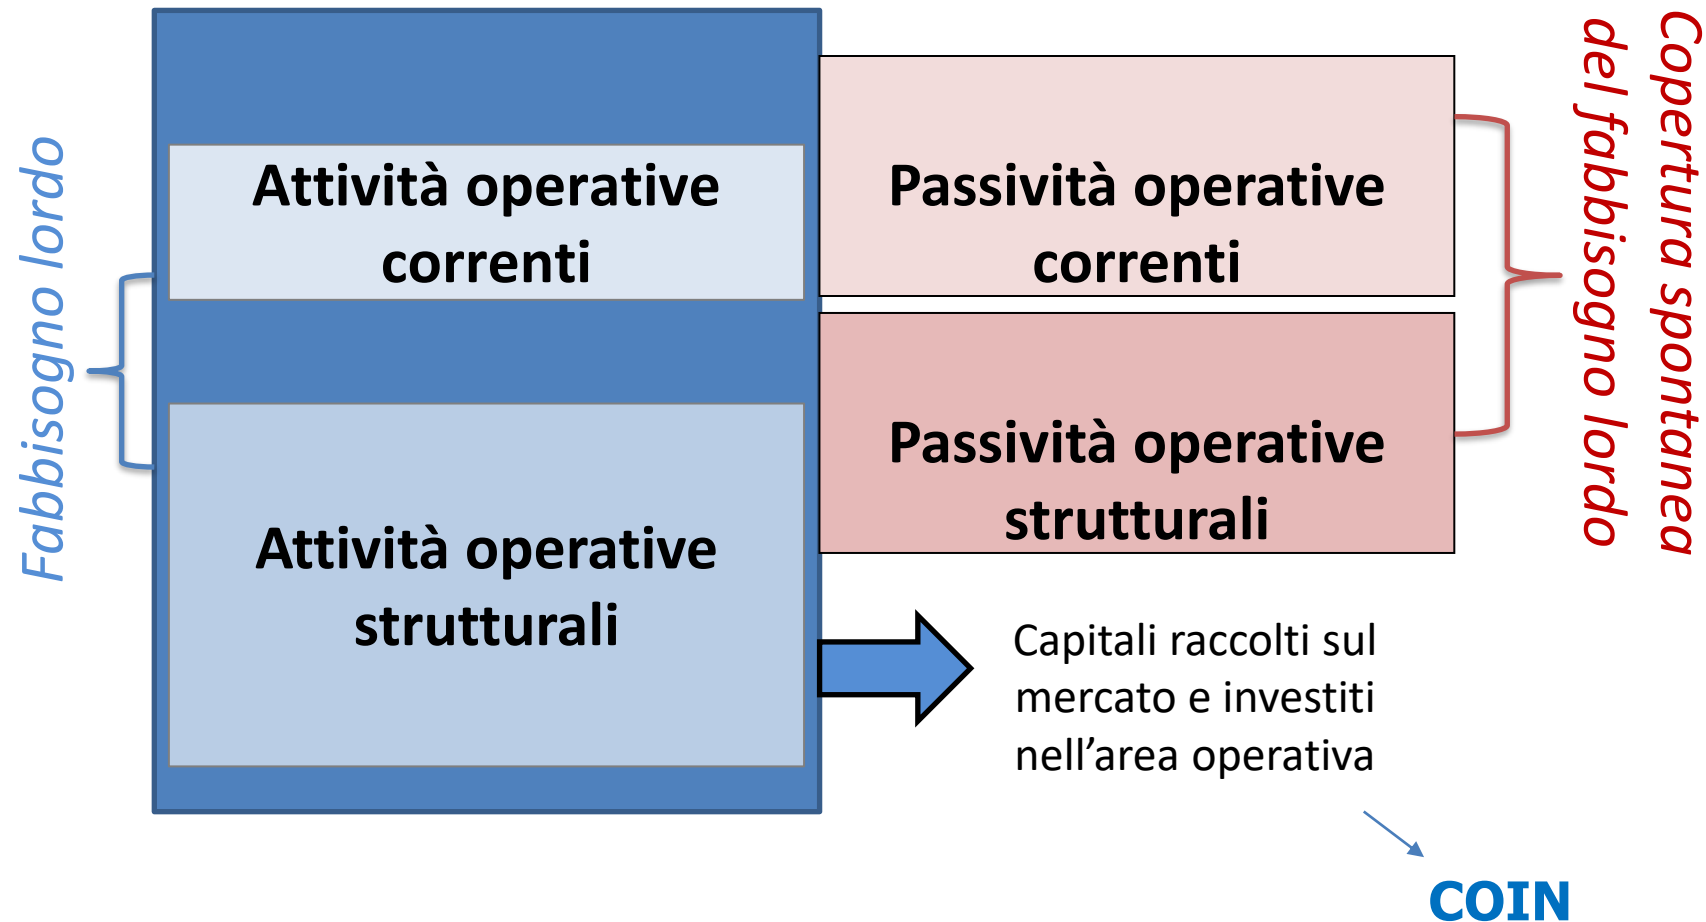 Fabbisogno lordo
Attività operative
correnti
Attività operative
strutturali
Passività operative
correnti
Passività operative
strutturali
Copertura spontanea
del fabbisogno lordo
Capitali raccolti sul
mercato e investiti
nell’area operativa
COIN